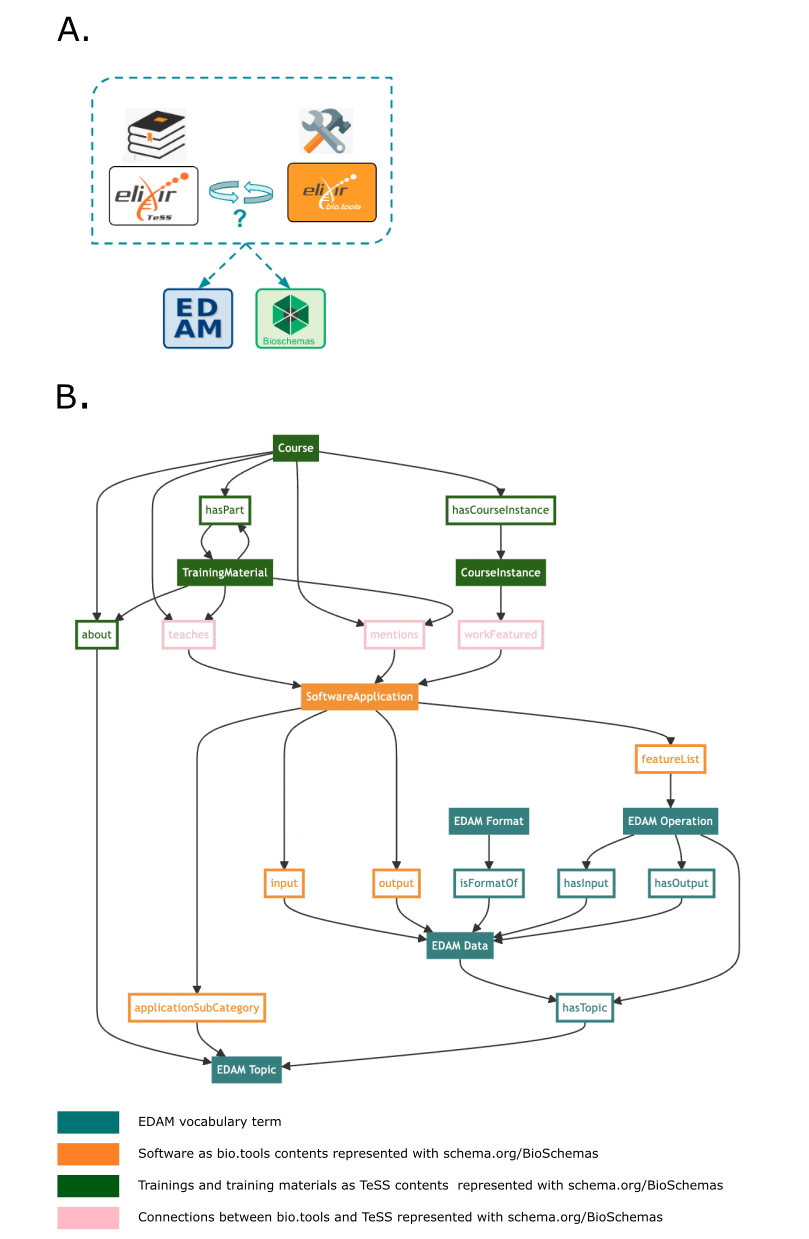 A.
elixir
TeSS
elixir
bio.tools
?
ED
AM
Bioschemas
B.
Course
hasPart
hasCourseInstance
TrainingMaterial
CourseInstance
about
teaches
mentions
workFeatured
SoftwareApplication
featureList
EDAM Format
EDAM Operation
input
output
isFormatOf
hasInput
hasOutput
EDAM Data
applicationSubCategory
hasTopic
EDAM Topic
EDAM vocabulary term
Software as bio.tools contents represented with schema.org/BioSchemas
Trainings and training materials as TeSS contents represented with schema.org/BioSchemas
Connections between bio.tools and TeSS represented with schema.org/BioSchemas